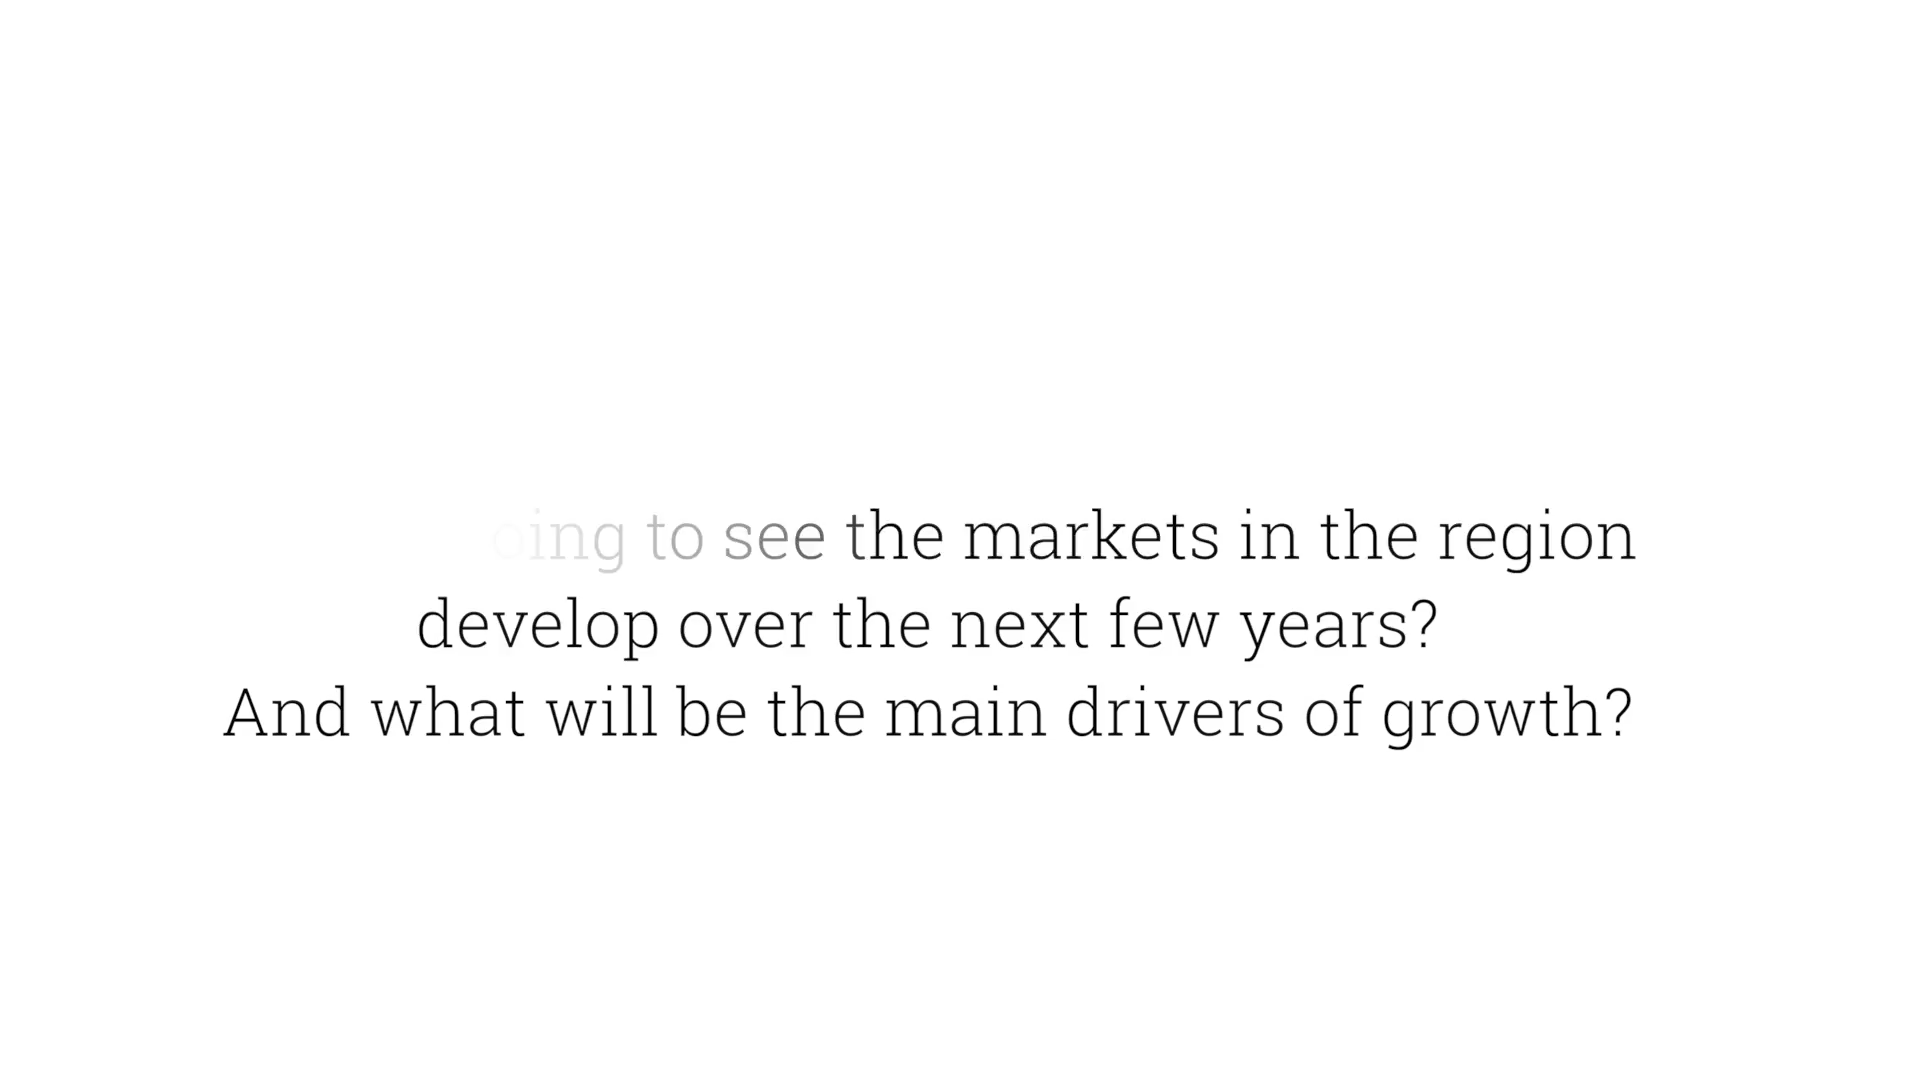 oing to see the markets in the region
develop over the next few years?
And what will be the main drivers of growth?